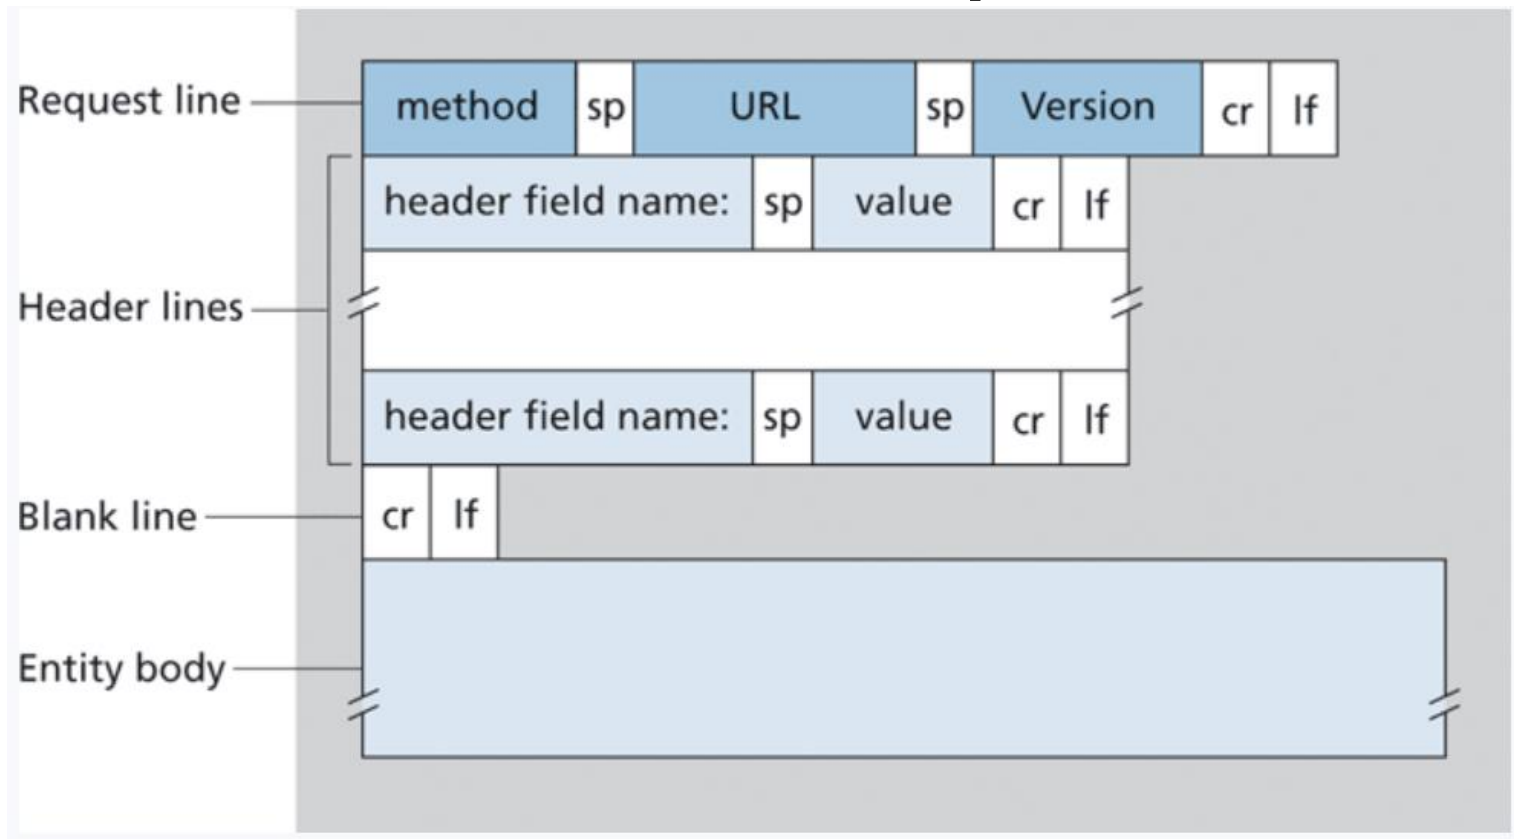 Request line method sp URL sp Version cr lf
header field name: sp value cr lf
Header lines
header field name: sp value cr lf
Blank line cr lf
Entity body